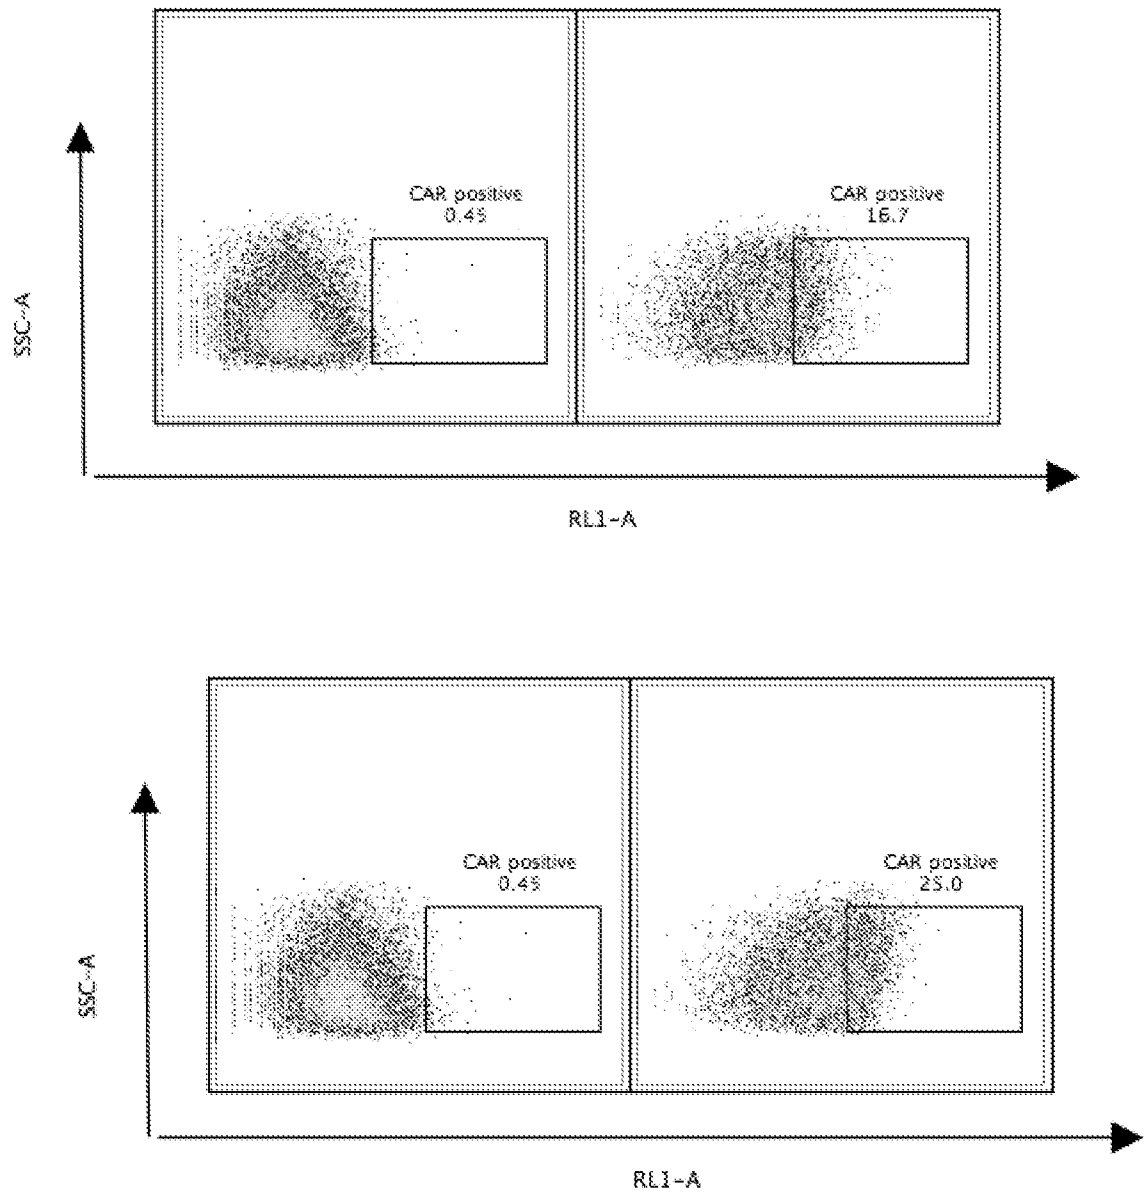 CAR positive
0.45
CAR positive
16.7
SSC-A
RL1-A
CAR positive
0.45
CAR positive
25.0
SSC-A
RL1-A